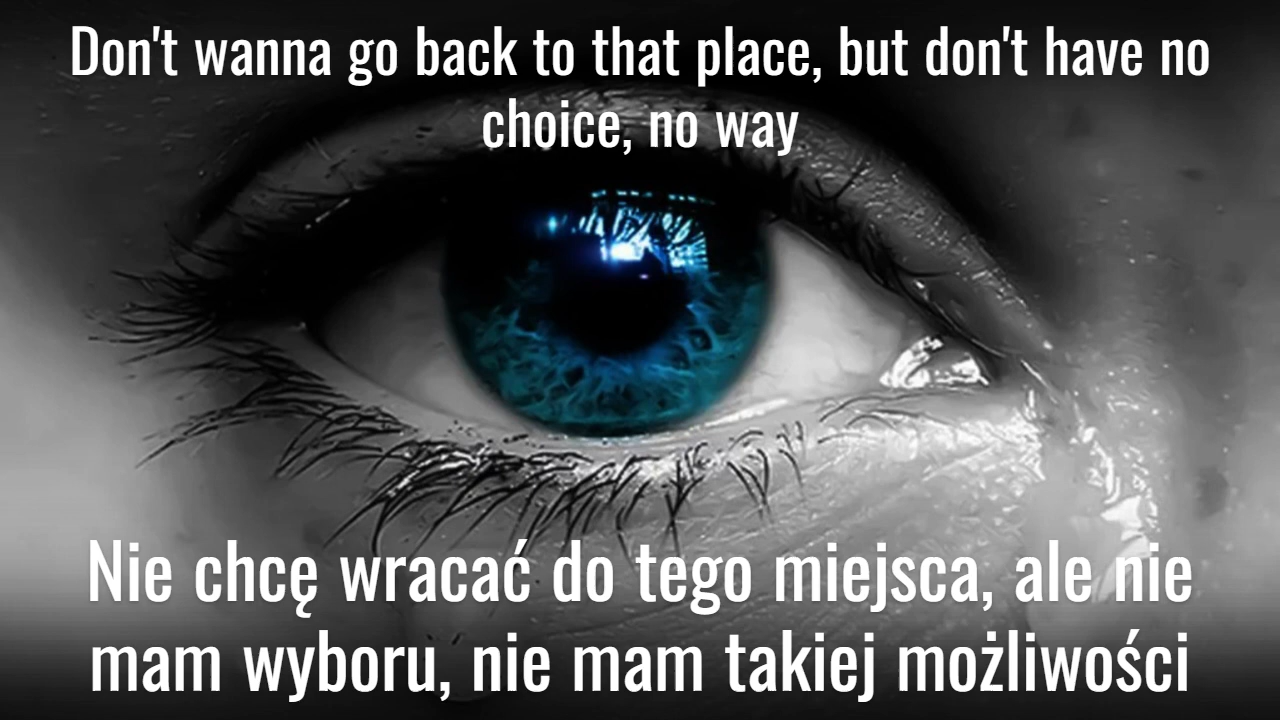 Don't wanna go back to that place, but don't have no
choice, no way
Nie chcę wracać do tego miejsca, ale nie
mam wyboru, nie mam takiej możliwości